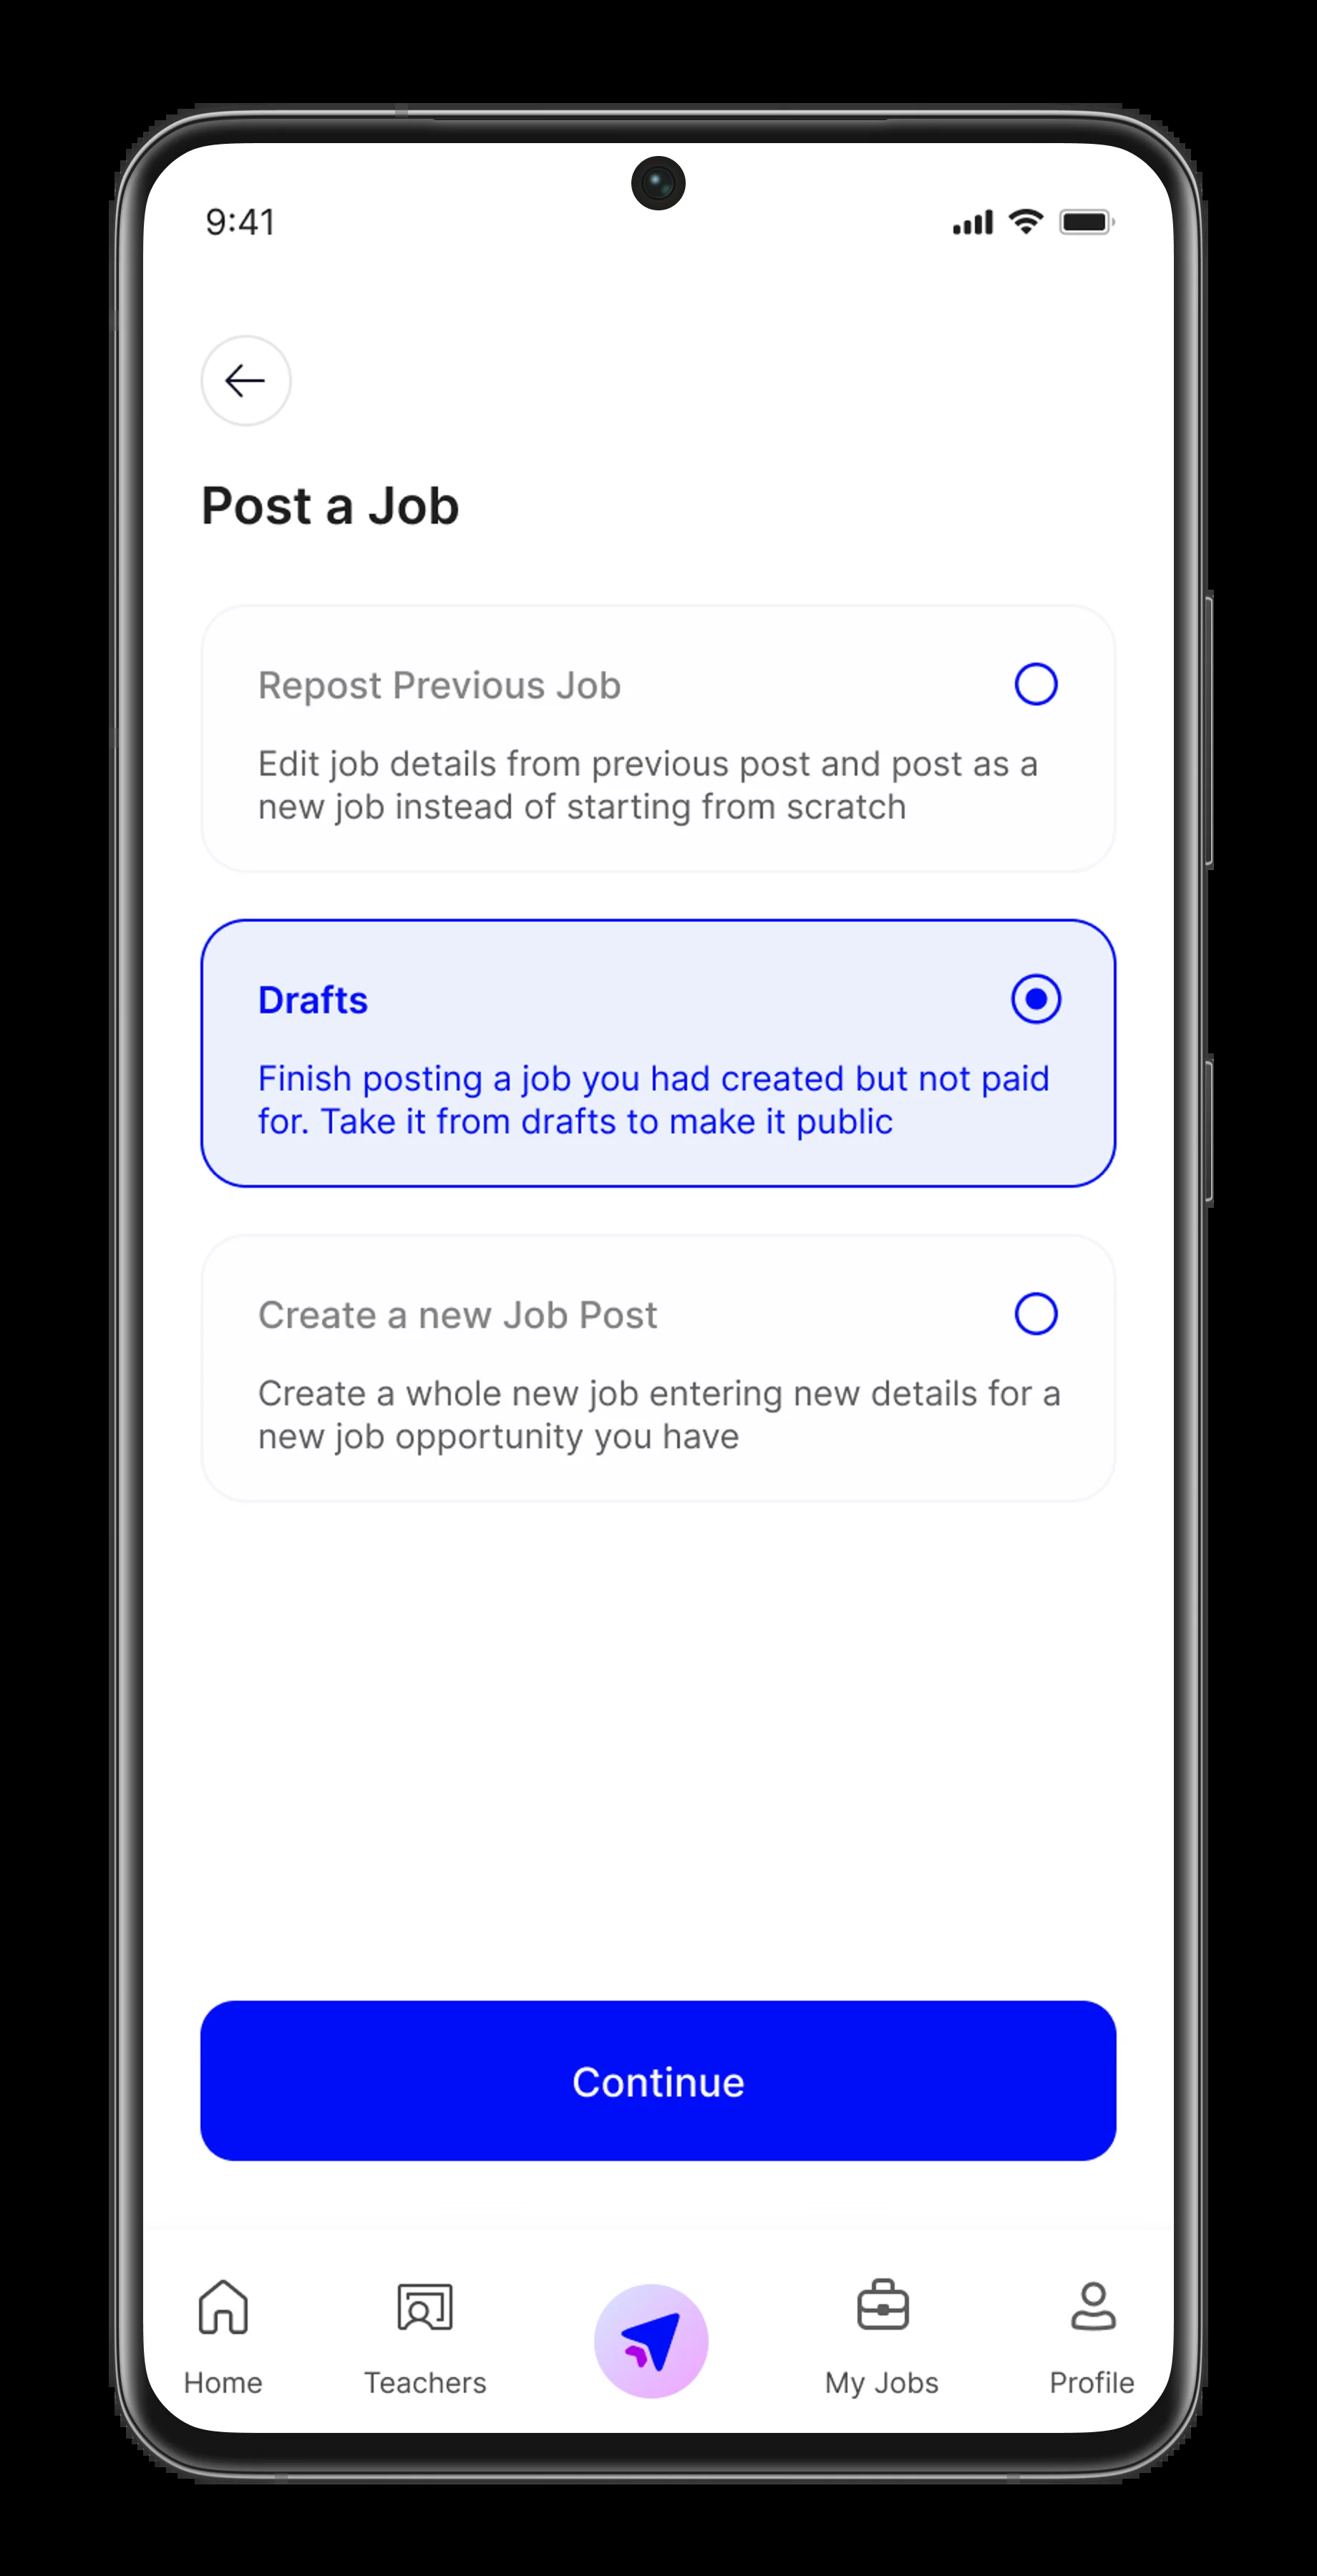 9:41
Post a Job
Repost Previous Job
Edit job details from previous post and post as a
new job instead of starting from scratch
Drafts
Finish posting a job you had created but not paid
for. Take it from drafts to make it public
Create a new Job Post
Create a whole new job entering new details for a
new job opportunity you have
Continue
Home
Teachers
My Jobs
Profile